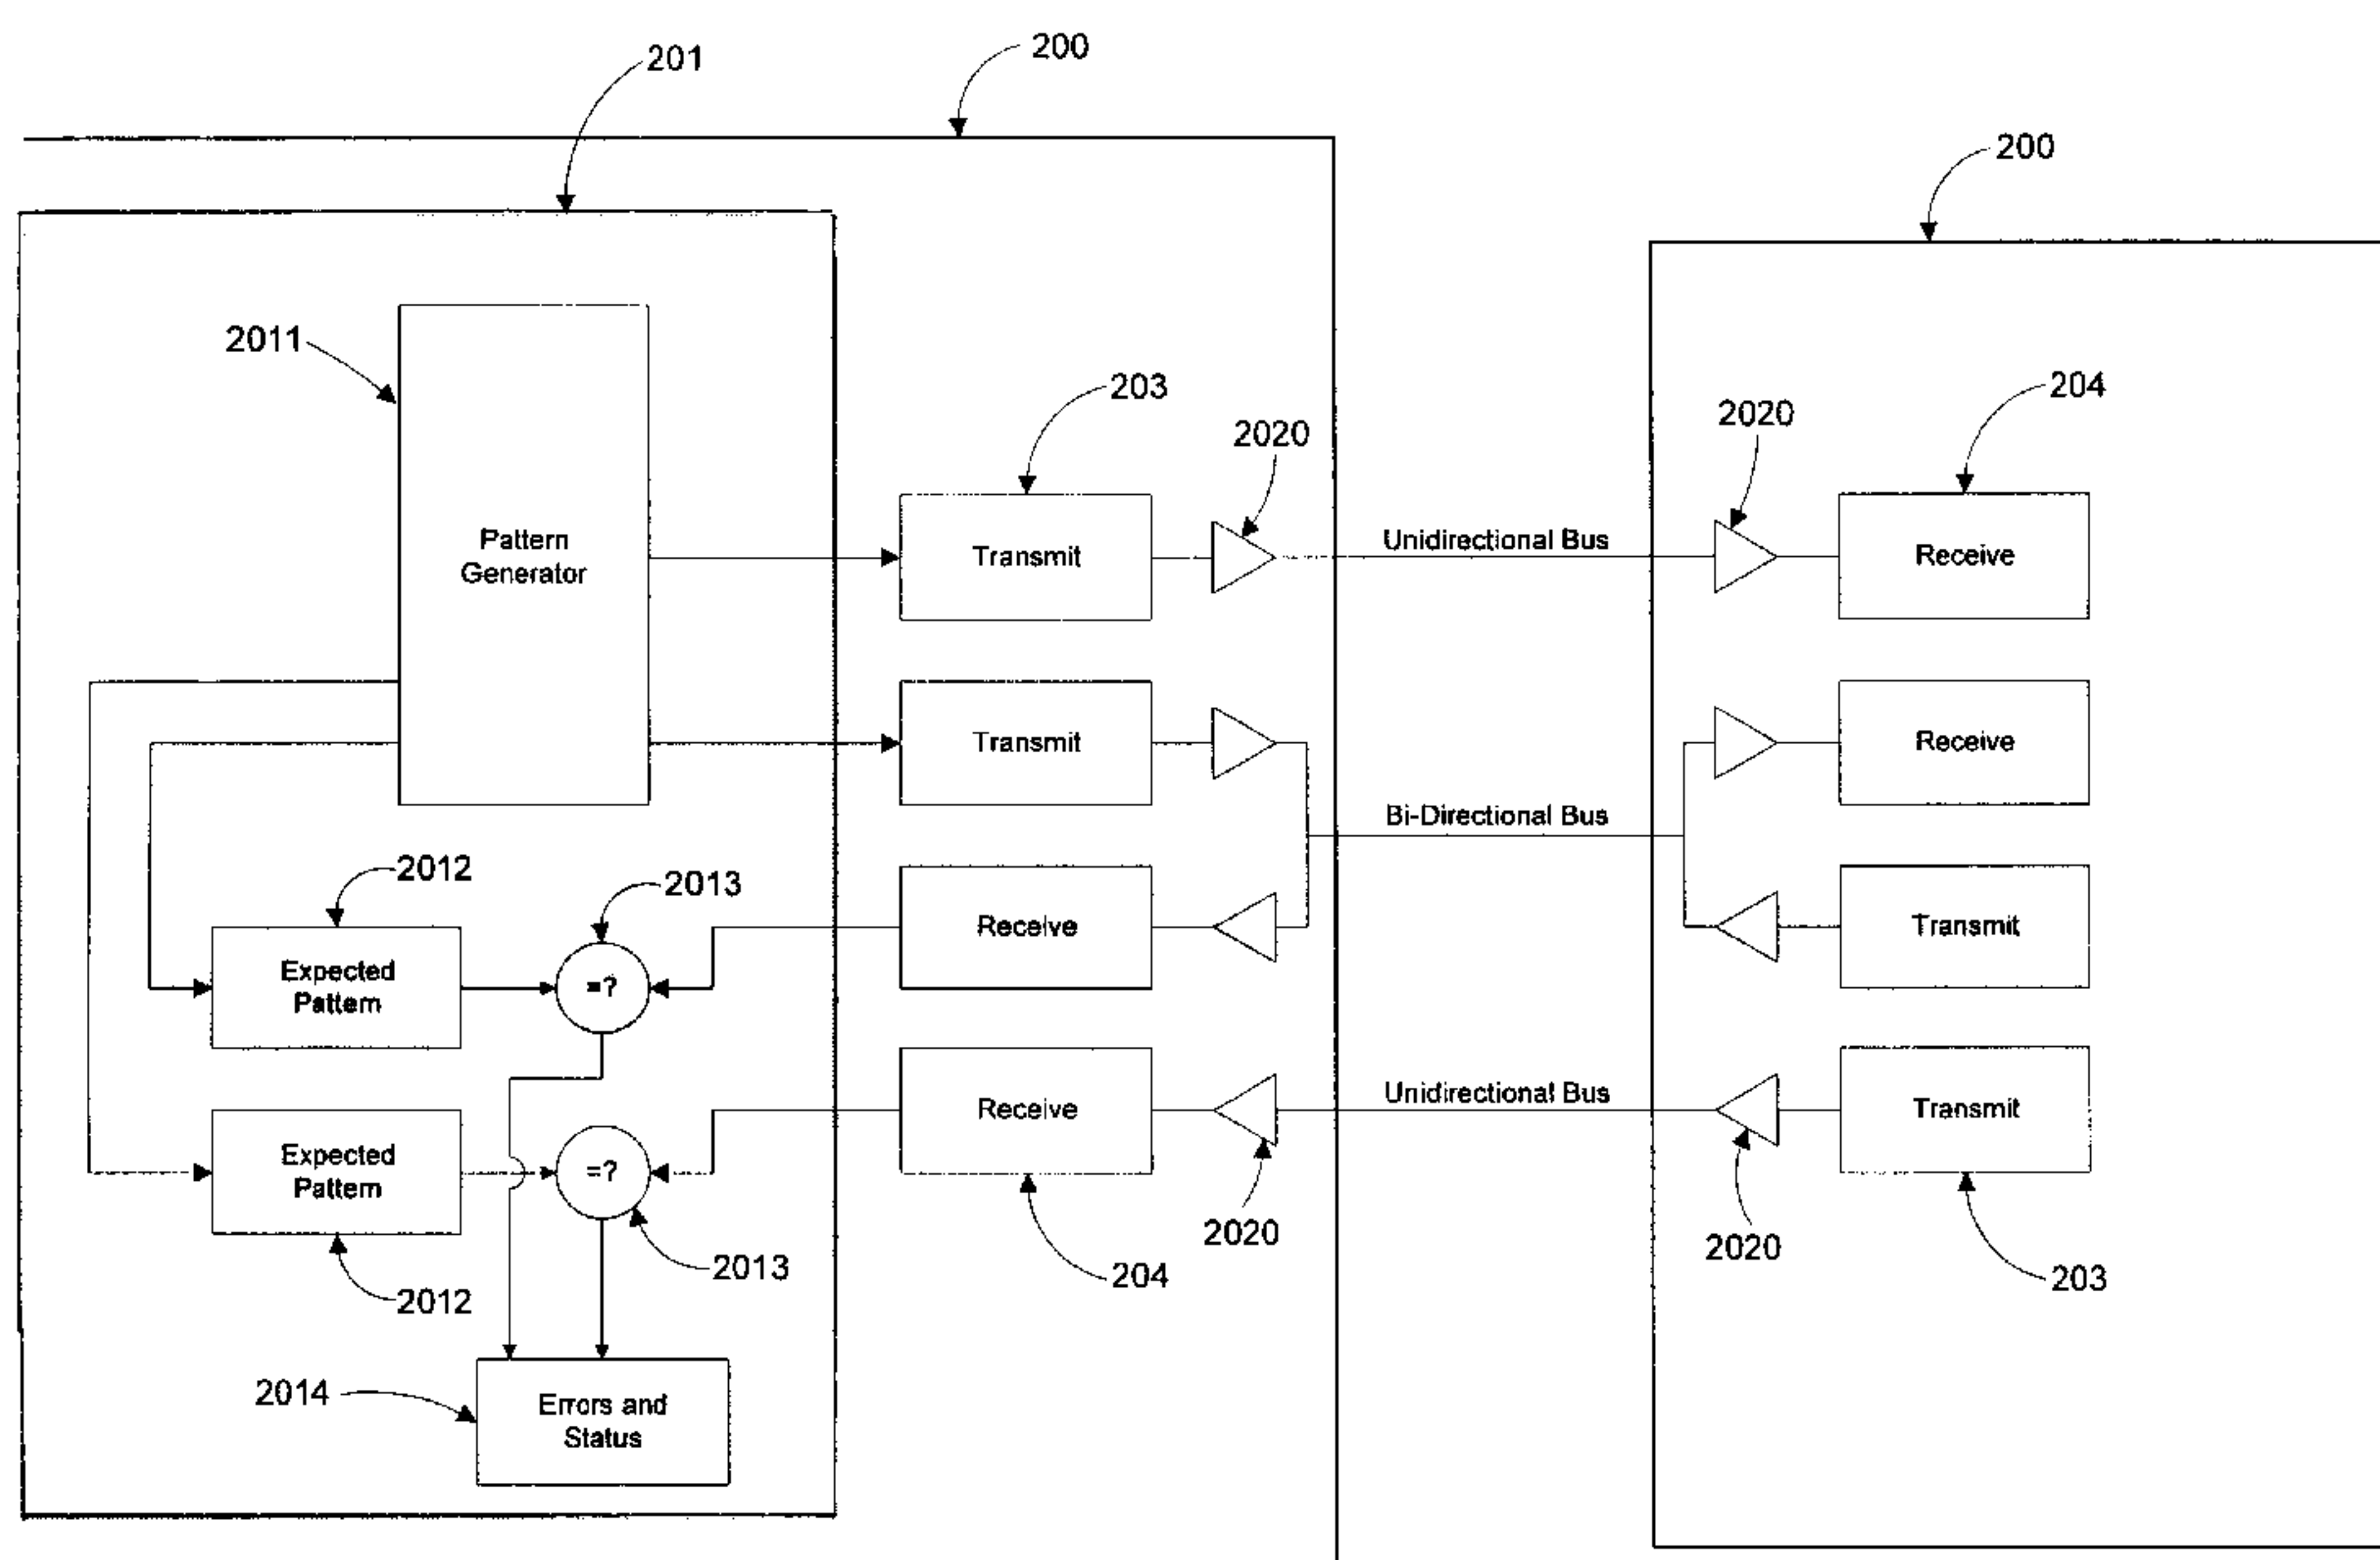 201
200
200
2011
203
2020
2020
204
Pattern
Generator
Transmit
Unidirectional Bus
Receive
Transmit
Receive
Bi-Directional Bus
2012
2013
Expected
Pattern
=?
Receive
Transmit
Expected
Pattern
=?
Receive
Unidirectional Bus
Transmit
2012
2013
204
2020
2020
203
2014
Errors and
Status